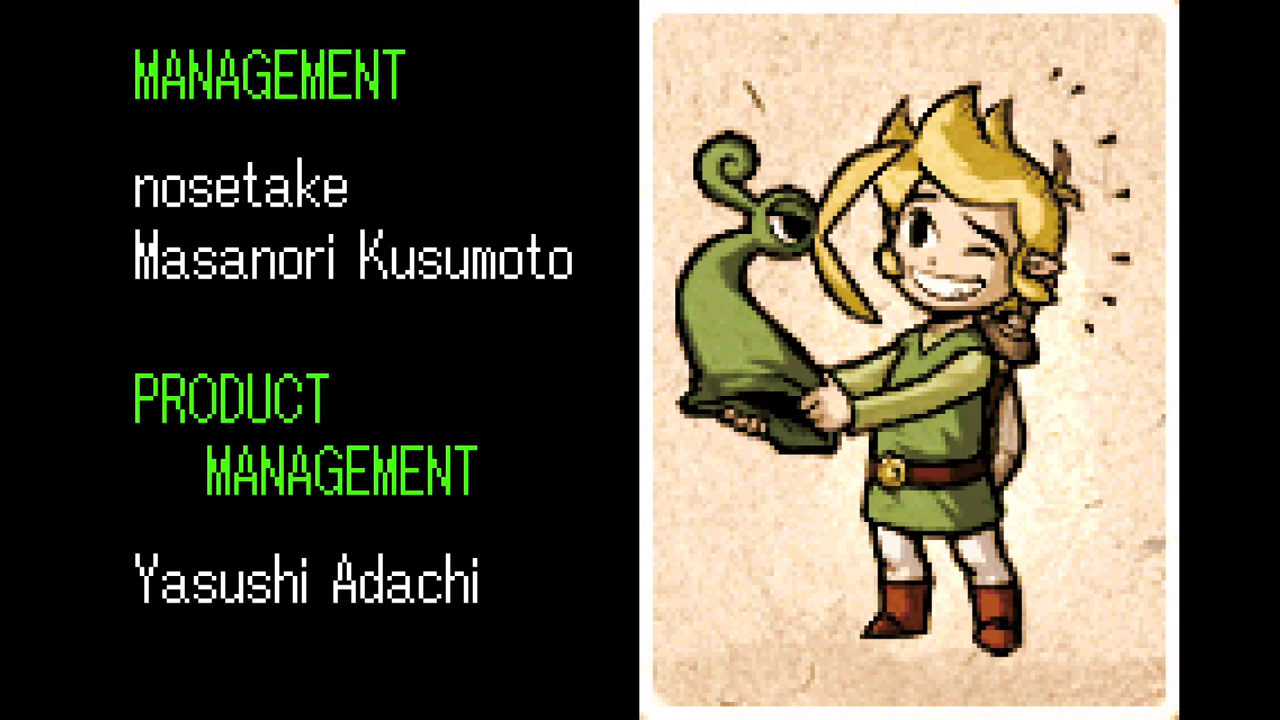 MANAGEMENT
nosetake
Masanori Kusumoto
PRODUCT
MANAGEMENT
Yasushi Adachi